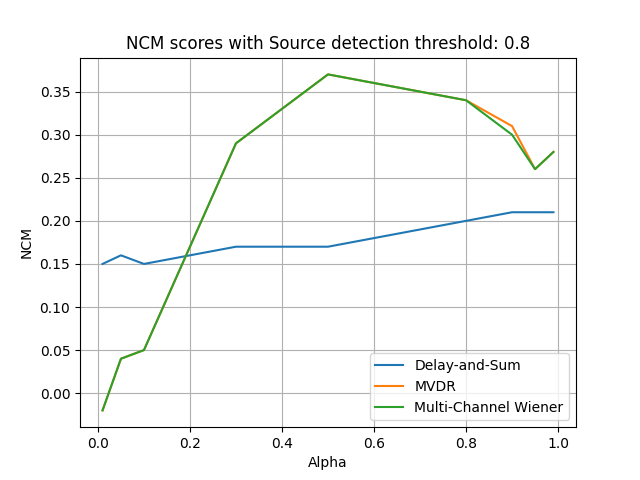 NCM scores with Source detection threshold: 0.8
0.35
0.30
0.25
0.20
0.15
0.10
0.05
0.00
NCM
0.0 0.2 0.4 0.6 0.8 1.0
Alpha
Delay-and-Sum
MVDR
Multi-Channel Wiener